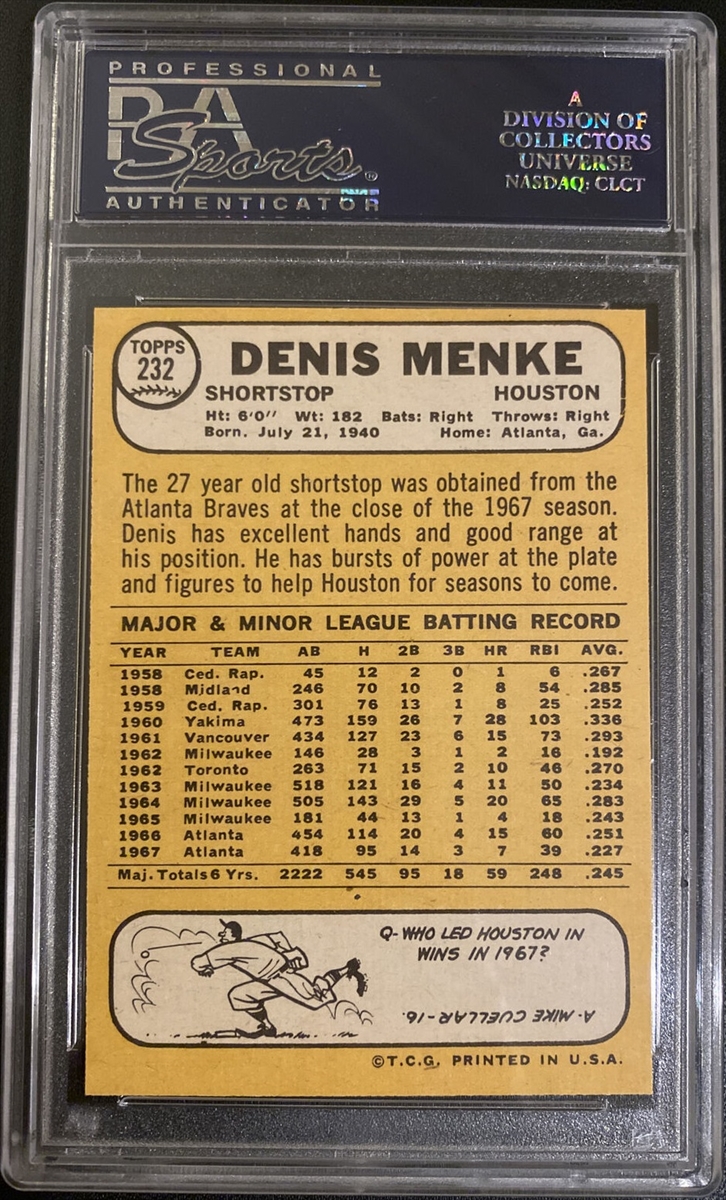 PROFESSIONAL
PSA
Sports®
AUTHENTICATOR
A
DIVISION OF
COLLECTORS
UNIVERSE
NASDAQ: CLCT
TOPPS
232
DENIS MENKE
SHORTSTOP HOUSTON
Ht: 6'0" Wt: 182 Bats: Right Throws: Right
Born. July 21, 1940 Home: Atlanta, Ga.
The 27 year old shortstop was obtained from the
Atlanta Braves at the close of the 1967 season.
Denis has excellent hands and good range at
his position. He has bursts of power at the plate
and figures to help Houston for seasons to come.
MAJOR & MINOR LEAGUE BATTING RECORD
YEAR TEAM AB H 2B 3B HR RBI AVG.
1958 Ced. Rap. 45 12 2 0 1 6 .267
1958 Midland 246 70 10 2 8 54 .285
1959 Ced. Rap. 301 76 13 1 8 25 .252
1960 Yakima 473 159 26 7 28 103 .336
1961 Vancouver 434 127 23 6 15 73 .293
1962 Milwaukee 146 28 3 1 2 16 .192
1962 Toronto 263 71 15 2 10 46 .270
1963 Milwaukee 518 121 16 4 11 50 .234
1964 Milwaukee 505 143 29 5 20 65 .283
1965 Milwaukee 181 44 13 1 4 18 .243
1966 Atlanta 454 114 20 4 15 60 .251
1967 Atlanta 418 95 14 3 7 39 .227
Maj. Totals 6 Yrs. 2222 545 95 18 59 248 .245
Q- WHO LED HOUSTON IN
WINS IN 1967?
A- MIKE CUELLAR - 16.
©T.C.G. PRINTED IN U.S.A.